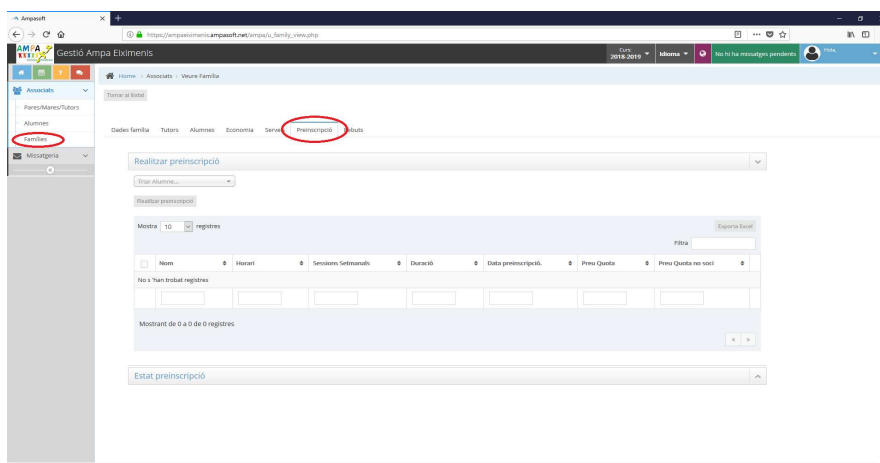 Ampasoft
https://ampaeiximenis.ampasoft.net/ampa/u_family_view.php
AMPA
Gestió Ampa Eiximenis
Curs: 2018-2019
Idioma
No hi ha missatges pendents
Hola,
Associats
Pares/Mares/Tutors
Alumnes
Famílies
Missatgeria
Home > Associats > Veure Família
Tornar al llistat
Dades família Tutors Alumnes Economia Serveis Preinscripció Rebuts
Realitzar preinscripció
Triar Alumne...
Realitzar preinscripció
Mostra 10 registres
Exporta Excel
Filtra
Nom Horari Sessions Setmanals Duració Data preinscripció. Preu Quota Preu Quota no soci
No s 'han trobat registres
Mostrant de 0 a 0 de 0 registres
Estat preinscripció